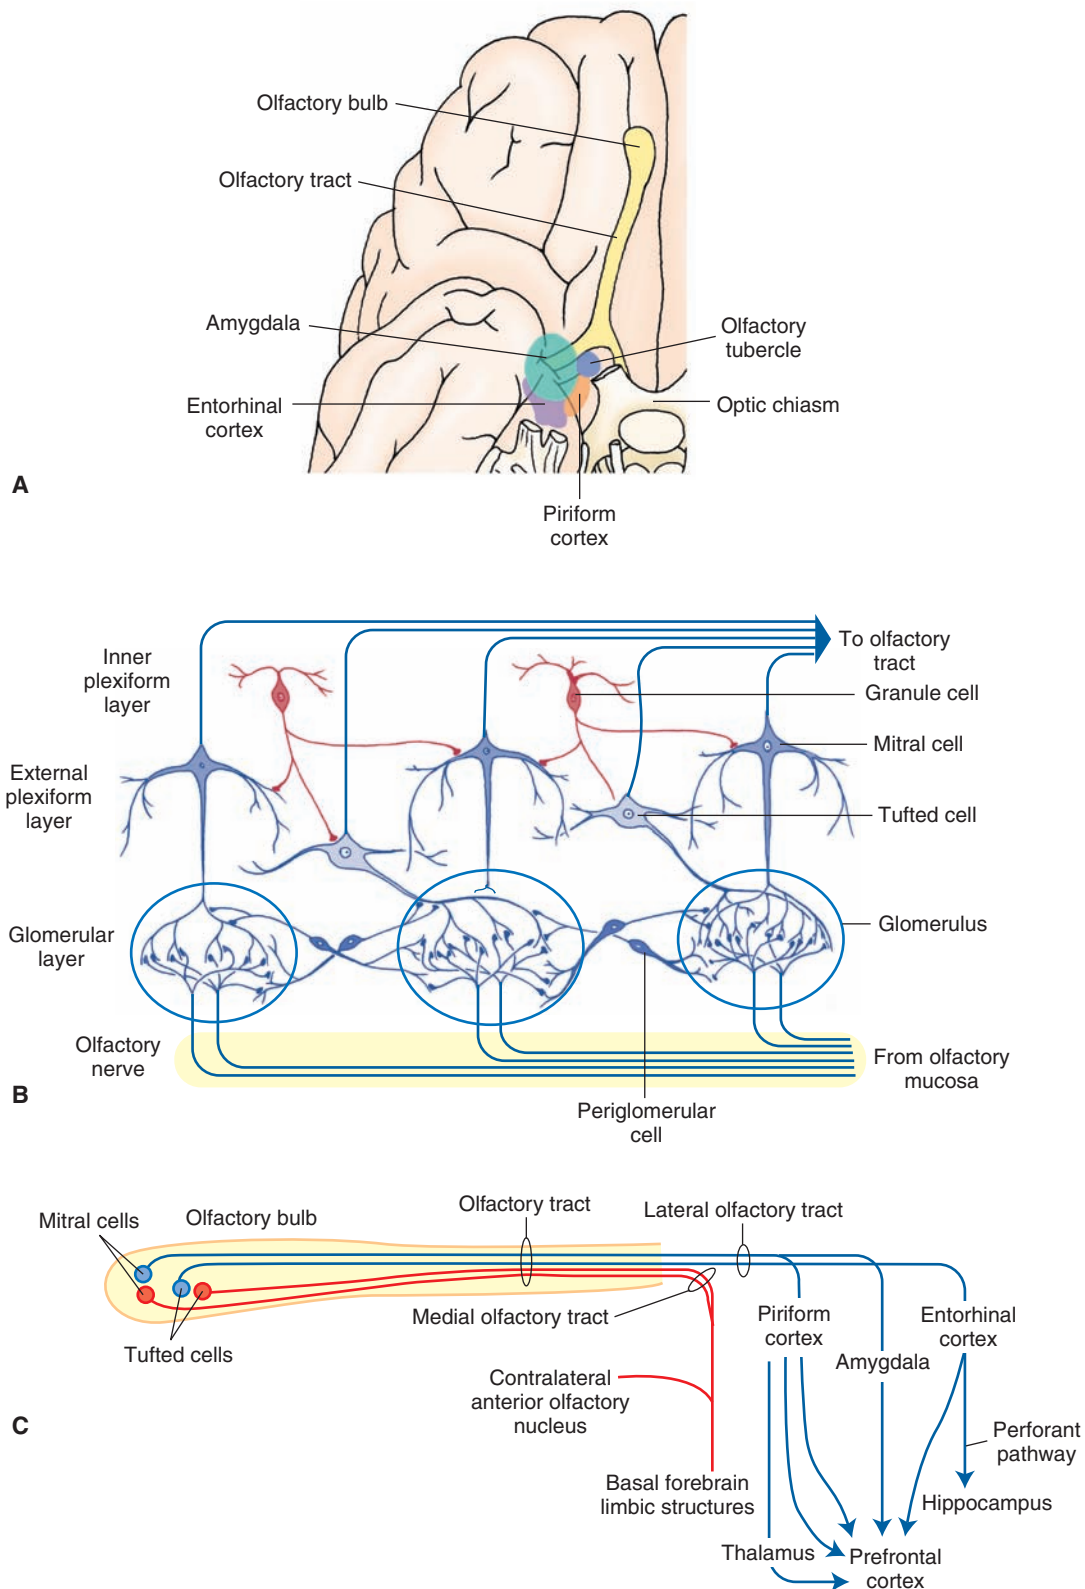 Olfactory bulb
Olfactory tract
Amygdala
Olfactory
tubercle
Entorhinal
cortex
Optic chiasm
A
Piriform
cortex
Inner
plexiform
layer
To olfactory
tract
Granule cell
Mitral cell
External
plexiform
layer
Tufted cell
Glomerular
layer
Glomerulus
Olfactory
nerve
From olfactory
mucosa
B
Periglomerular
cell
Mitral cells
Olfactory bulb
Olfactory tract
Lateral olfactory tract
Medial olfactory tract
Tufted cells
Piriform
cortex
Entorhinal
cortex
Amygdala
Contralateral
anterior olfactory
nucleus
C
Perforant
pathway
Basal forebrain
limbic structures
Hippocampus
Thalamus
Prefrontal
cortex